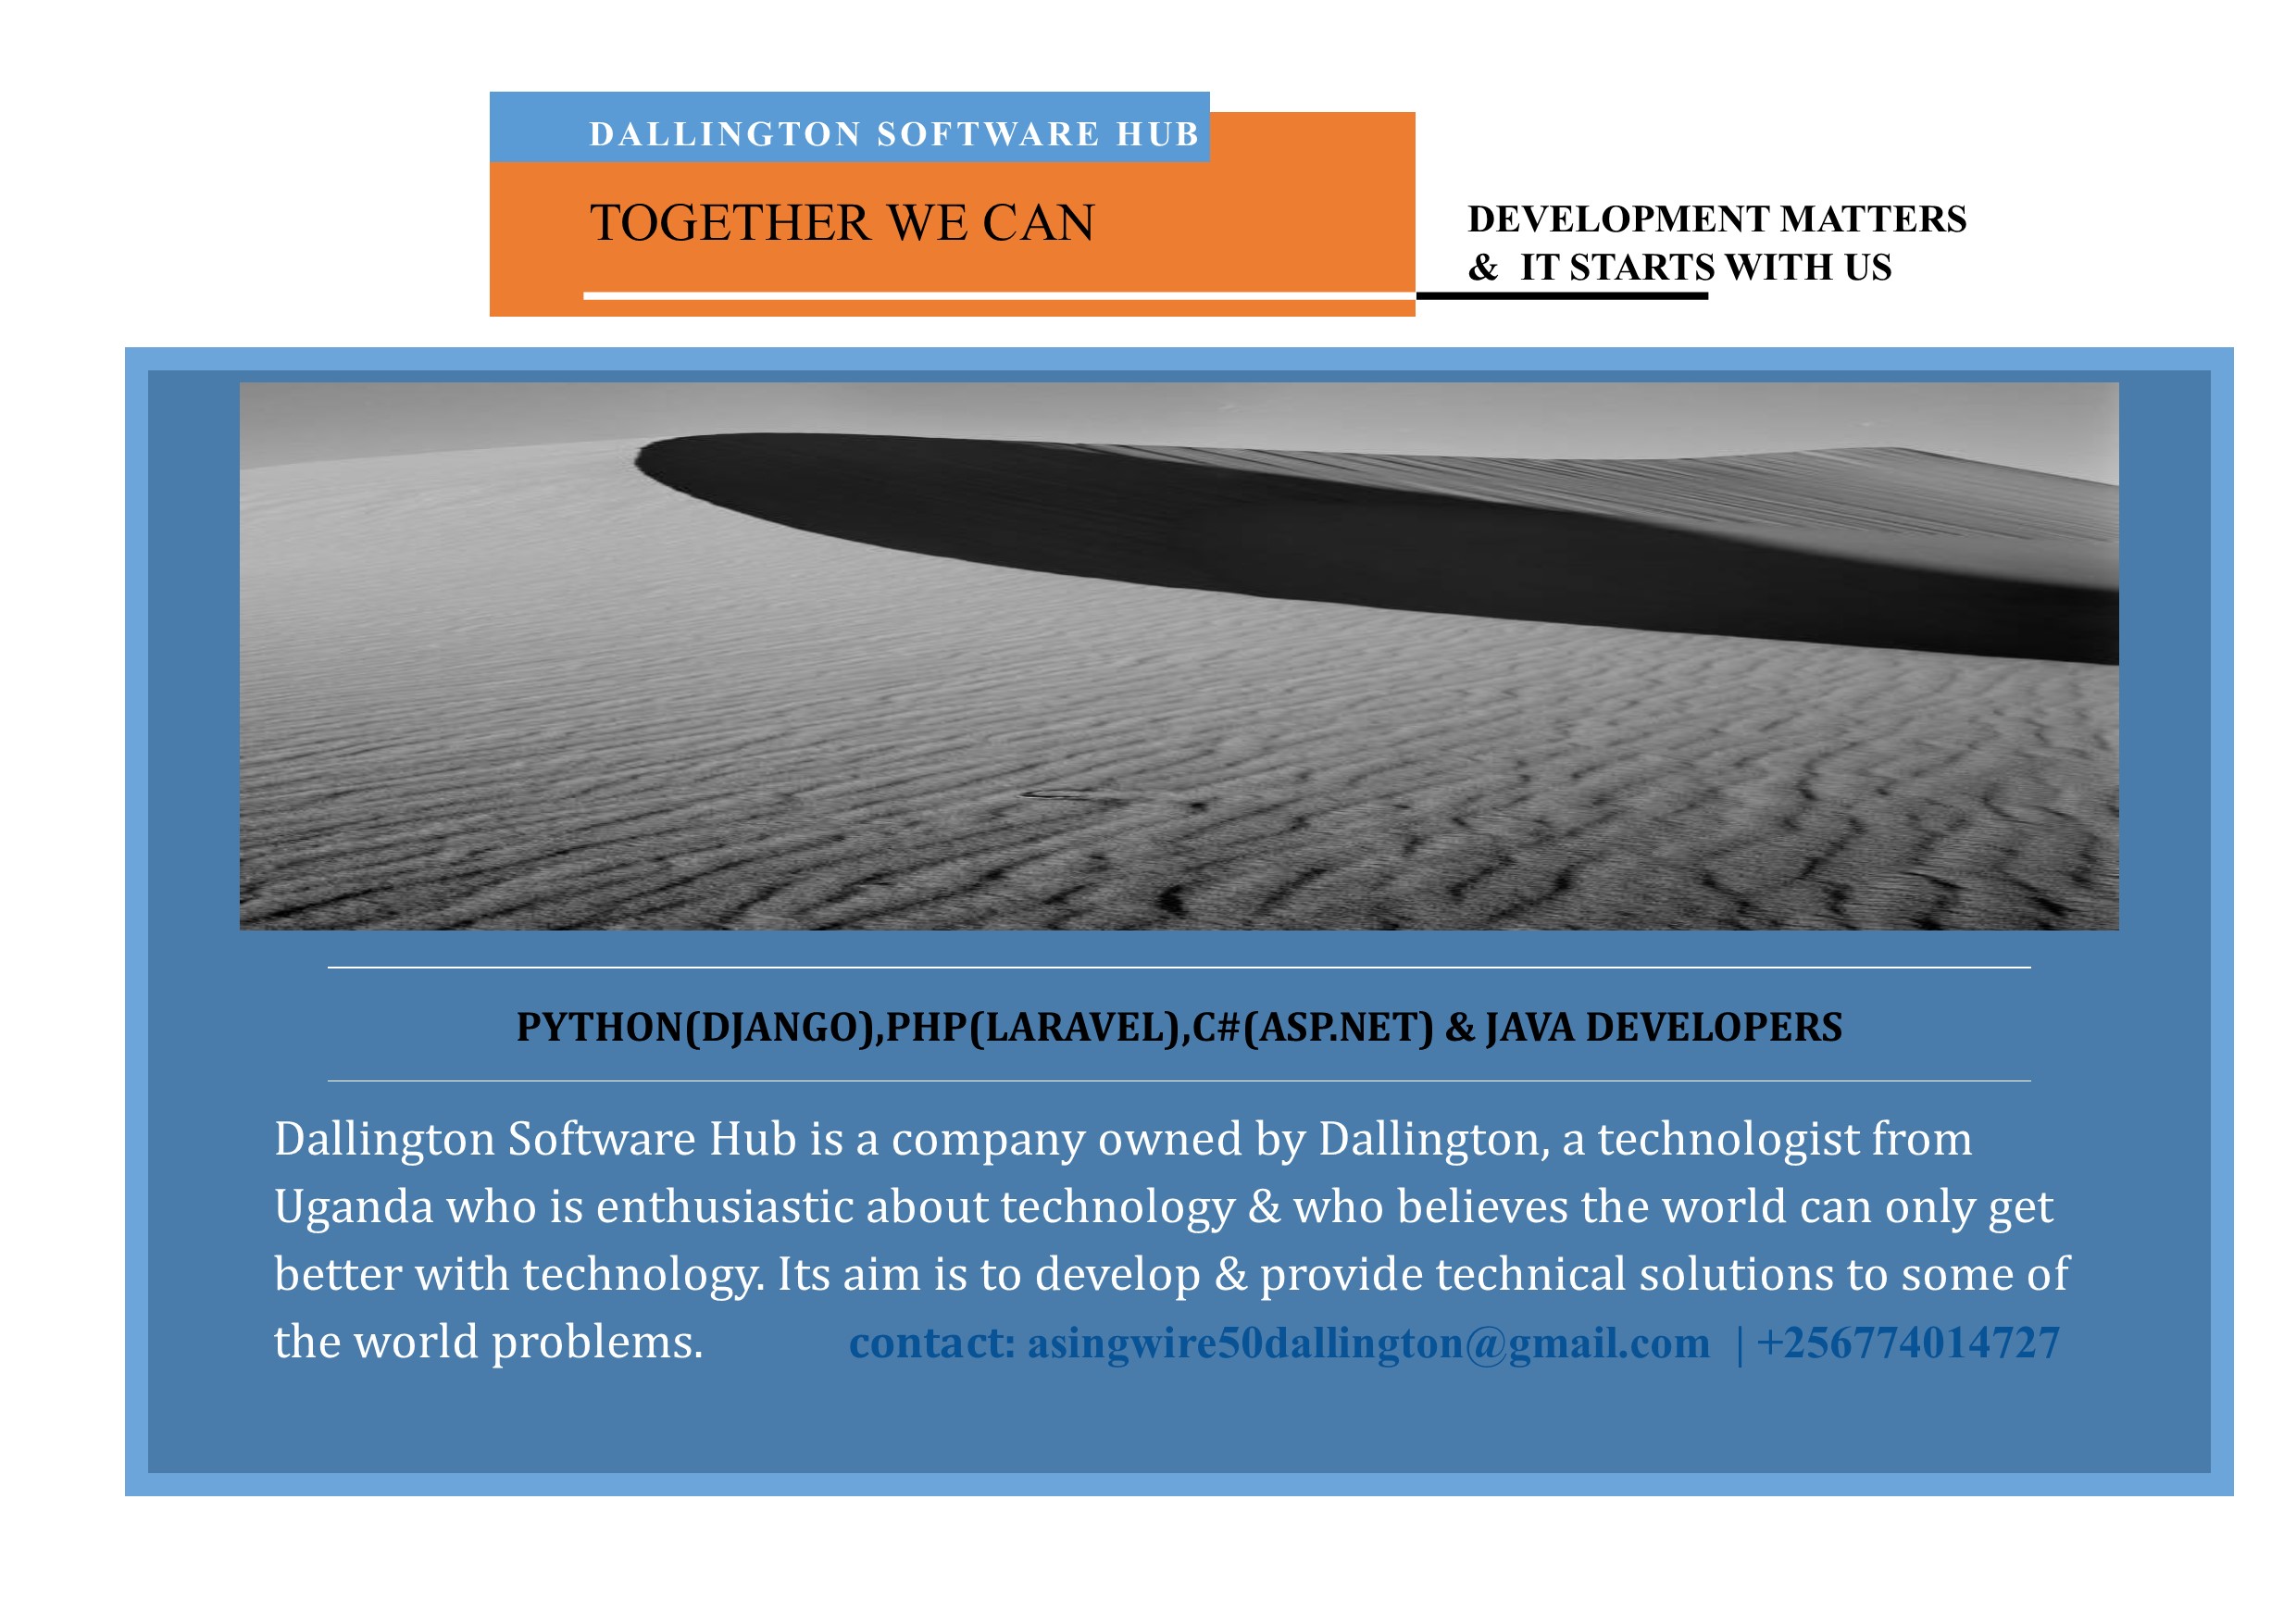 DALLINGTON SOFTWARE HUB
TOGETHER WE CAN
DEVELOPMENT MATTERS
& IT STARTS WITH US
PYTHON(DJANGO),PHP(LARAVEL),C#(ASP.NET) & JAVA DEVELOPERS
Dallington Software Hub is a company owned by Dallington, a technologist from
Uganda who is enthusiastic about technology & who believes the world can only get
better with technology. Its aim is to develop & provide technical solutions to some of
the world problems. contact: asingwire50dallington@gmail.com | +256774014727